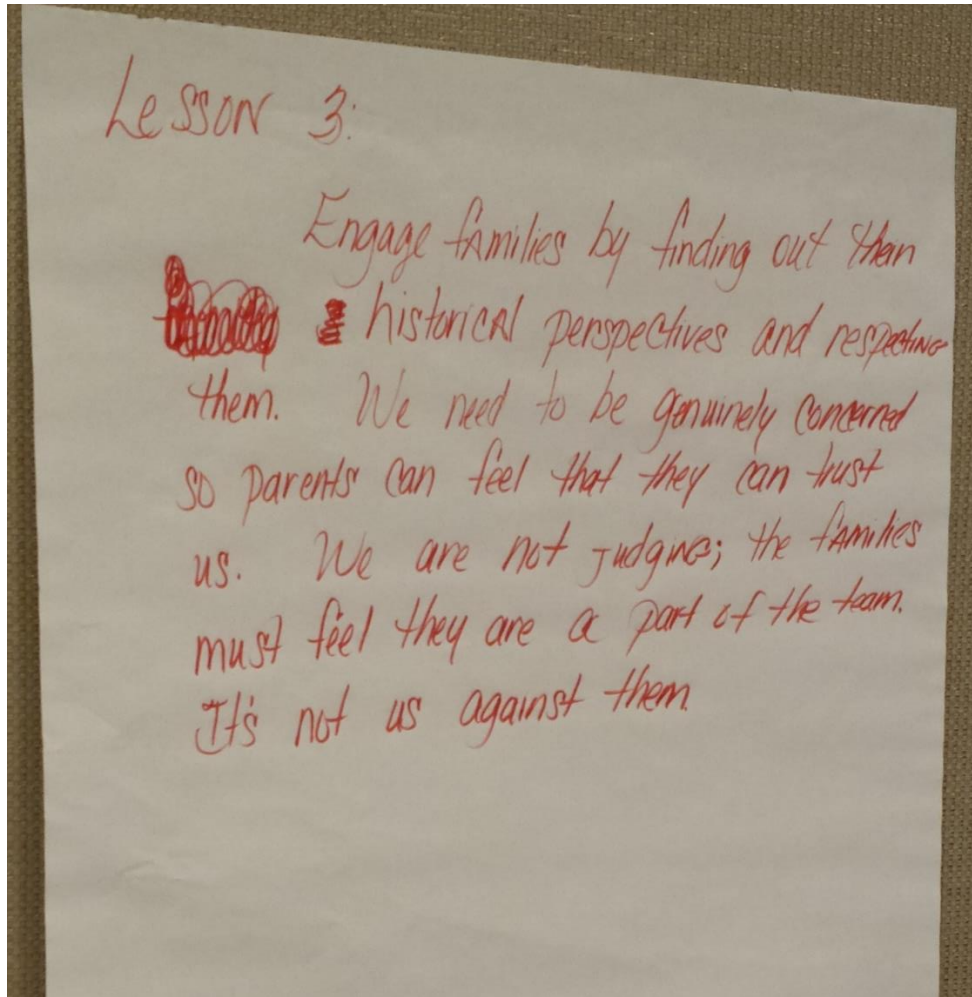 Lesson 3:
Engage families by finding out their
historical perspectives and respecting
them. We need to be genuinely concerned
so parents can feel that they can trust
us. We are not judging; the families
must feel they are a part of the team.
It's not us against them.